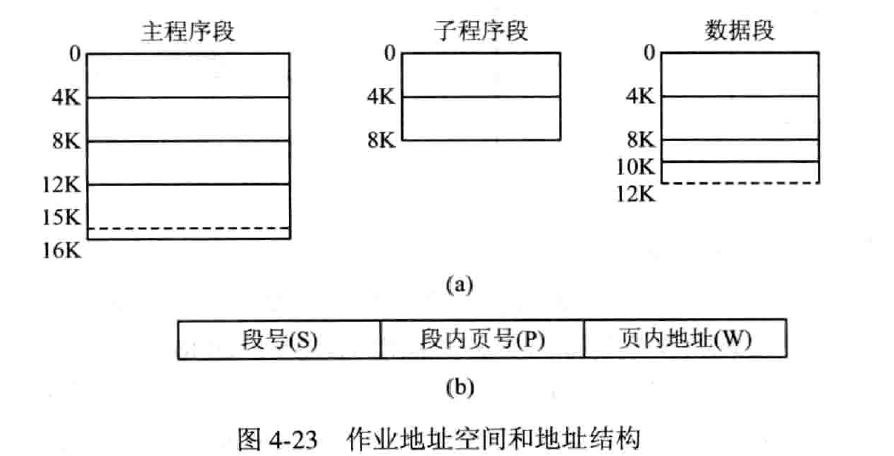 主程序段 子程序段 数据段
0 0 0
4K 4K 4K
8K 8K 8K
10K
12K 12K
15K
16K
(a)
段号(S) 段内页号(P) 页内地址(W)
(b)
图 4-23 作业地址空间和地址结构